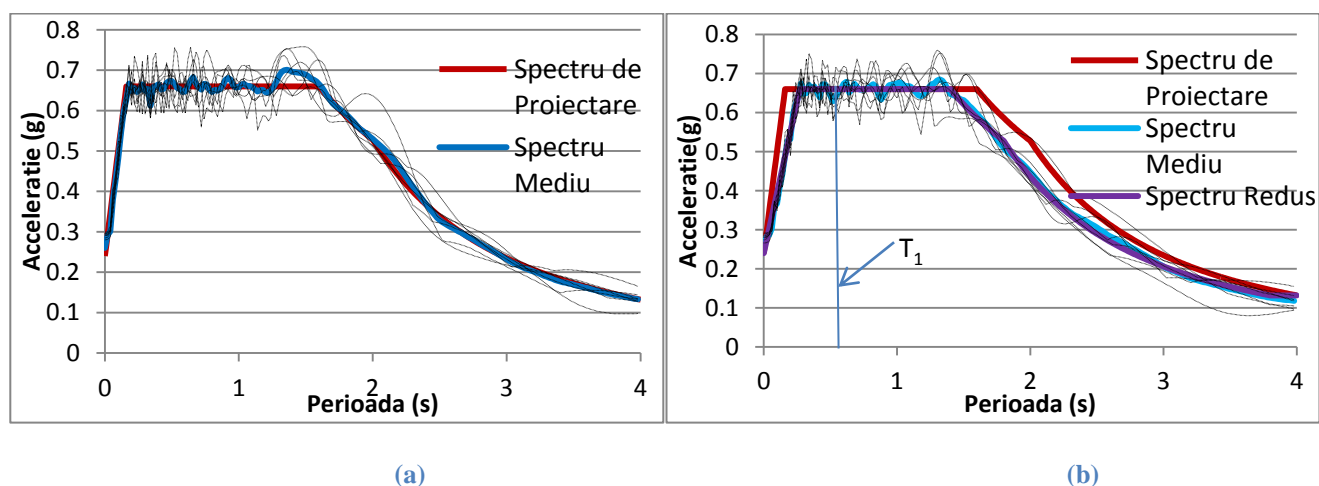 0.8
0.7
0.6
0.5
0.4
0.3
0.2
0.1
0
0
1
2
3
4
Acceleratie (g)
Perioada (s)
Spectru de
Proiectare
Spectru
Mediu
(a)
0.8
0.7
0.6
0.5
0.4
0.3
0.2
0.1
0
0
1
2
3
4
Acceleratie(g)
Perioada (s)
Spectru de
Proiectare
Spectru
Mediu
Spectru Redus
T₁
(b)